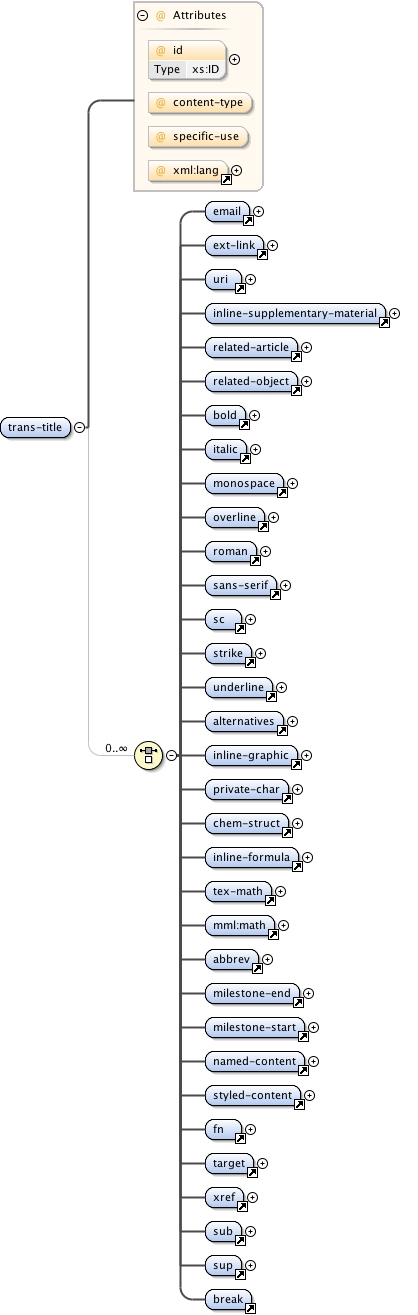 @ Attributes
@ id
Type xs:ID
@ content-type
@ specific-use
@ xml:lang
email
ext-link
uri
inline-supplementary-material
related-article
related-object
bold
trans-title
italic
monospace
overline
roman
sans-serif
sc
strike
underline
alternatives
0..∞
inline-graphic
private-char
chem-struct
inline-formula
tex-math
mml:math
abbrev
milestone-end
milestone-start
named-content
styled-content
fn
target
xref
sub
sup
break